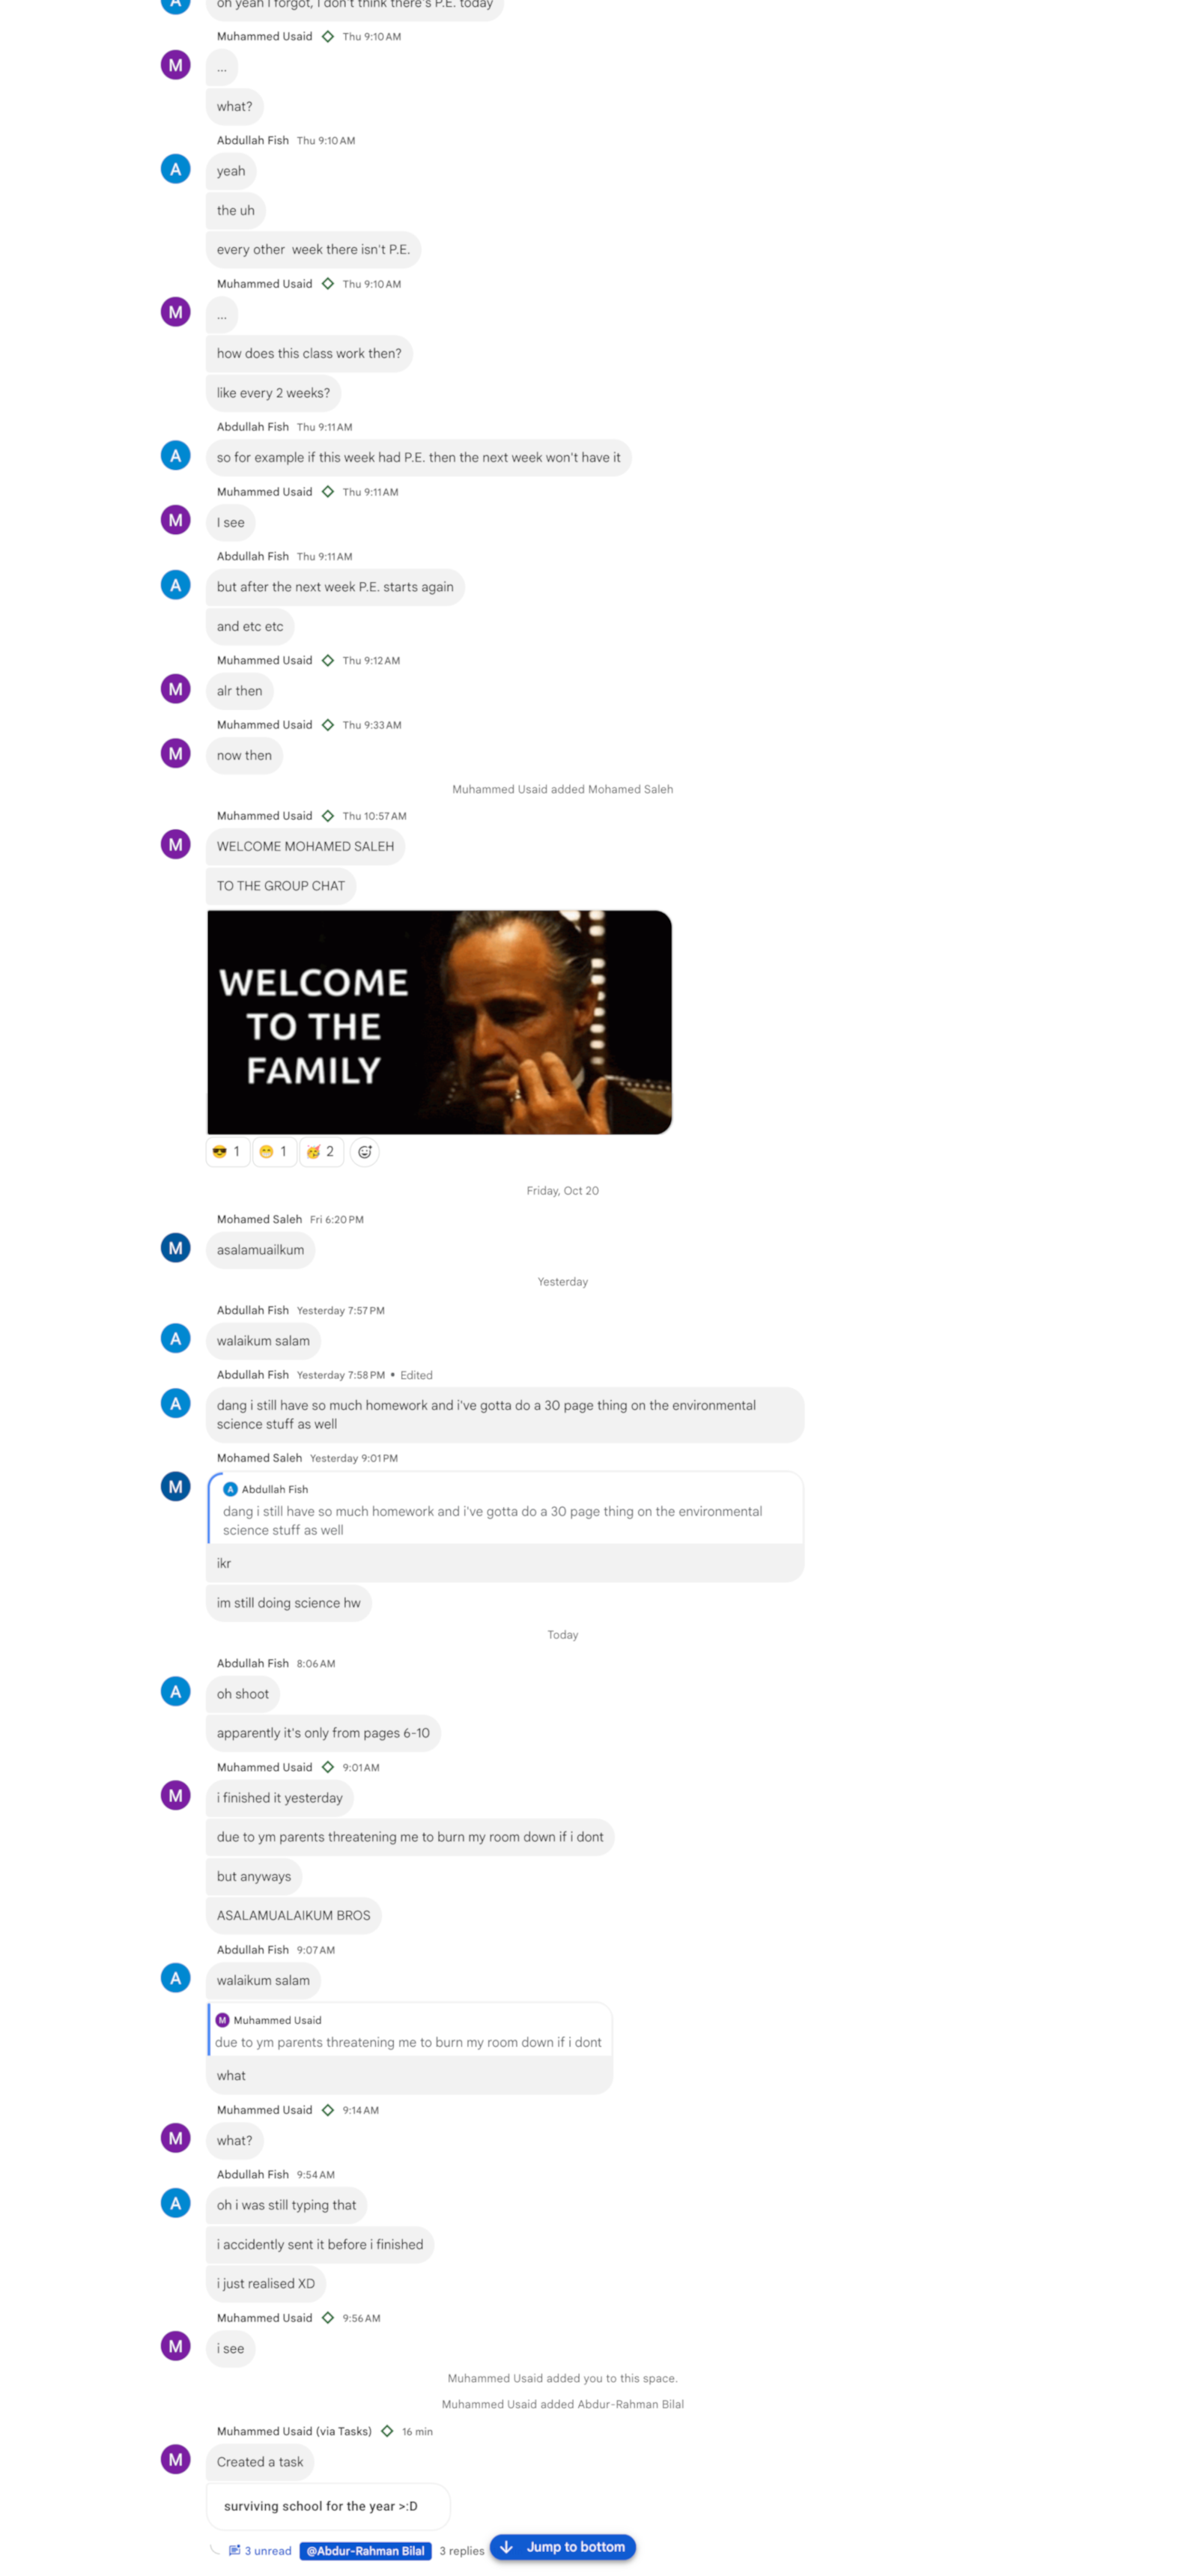 A
oh yeah I forgot, I don't think there's P.E. today
Muhammed Usaid Thu 9:10 AM
M
...
what?
Abdullah Fish Thu 9:10 AM
A
yeah
the uh
every other week there isn't P.E.
Muhammed Usaid Thu 9:10 AM
M
...
how does this class work then?
like every 2 weeks?
Abdullah Fish Thu 9:11 AM
A
so for example if this week had P.E. then the next week won't have it
Muhammed Usaid Thu 9:11 AM
M
I see
Abdullah Fish Thu 9:11 AM
A
but after the next week P.E. starts again
and etc etc
Muhammed Usaid Thu 9:12 AM
M
alr then
Muhammed Usaid Thu 9:33 AM
M
now then
Muhammed Usaid added Mohamed Saleh
Muhammed Usaid Thu 10:57 AM
M
WELCOME MOHAMED SALEH
TO THE GROUP CHAT
WELCOME
TO THE
FAMILY
😎 1 😁 1 🥳 2
Friday, Oct 20
Mohamed Saleh Fri 6:20 PM
M
asalamuailkum
Yesterday
Abdullah Fish Yesterday 7:57 PM
A
walaikum salam
Abdullah Fish Yesterday 7:58 PM • Edited
A
dang i still have so much homework and i've gotta do a 30 page thing on the environmental
science stuff as well
Mohamed Saleh Yesterday 9:01 PM
M
A Abdullah Fish
dang i still have so much homework and i've gotta do a 30 page thing on the environmental
science stuff as well
ikr
im still doing science hw
Today
Abdullah Fish 8:06 AM
A
oh shoot
apparently it's only from pages 6-10
Muhammed Usaid 9:01 AM
M
i finished it yesterday
due to ym parents threatening me to burn my room down if i dont
but anyways
ASALAMUALAIKUM BROS
Abdullah Fish 9:07 AM
A
walaikum salam
M Muhammed Usaid
due to ym parents threatening me to burn my room down if i dont
what
Muhammed Usaid 9:14 AM
M
what?
Abdullah Fish 9:54 AM
A
oh i was still typing that
i accidently sent it before i finished
i just realised XD
Muhammed Usaid 9:56 AM
M
i see
Muhammed Usaid added you to this space.
Muhammed Usaid added Abdur-Rahman Bilal
Muhammed Usaid (via Tasks) 16 min
M
Created a task
surviving school for the year >:D
3 unread @Abdur-Rahman Bilal 3 replies Jump to bottom